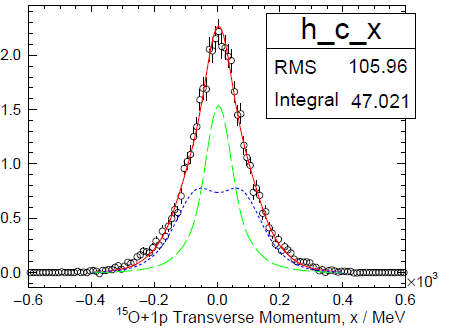 h_c_x
RMS 105.96
Integral 47.021
2.0
1.5
1.0
0.5
0.0
−0.6 −0.4 −0.2 0.0 0.2 0.4 0.6
×10³
¹⁵O+1p Transverse Momentum, x / MeV